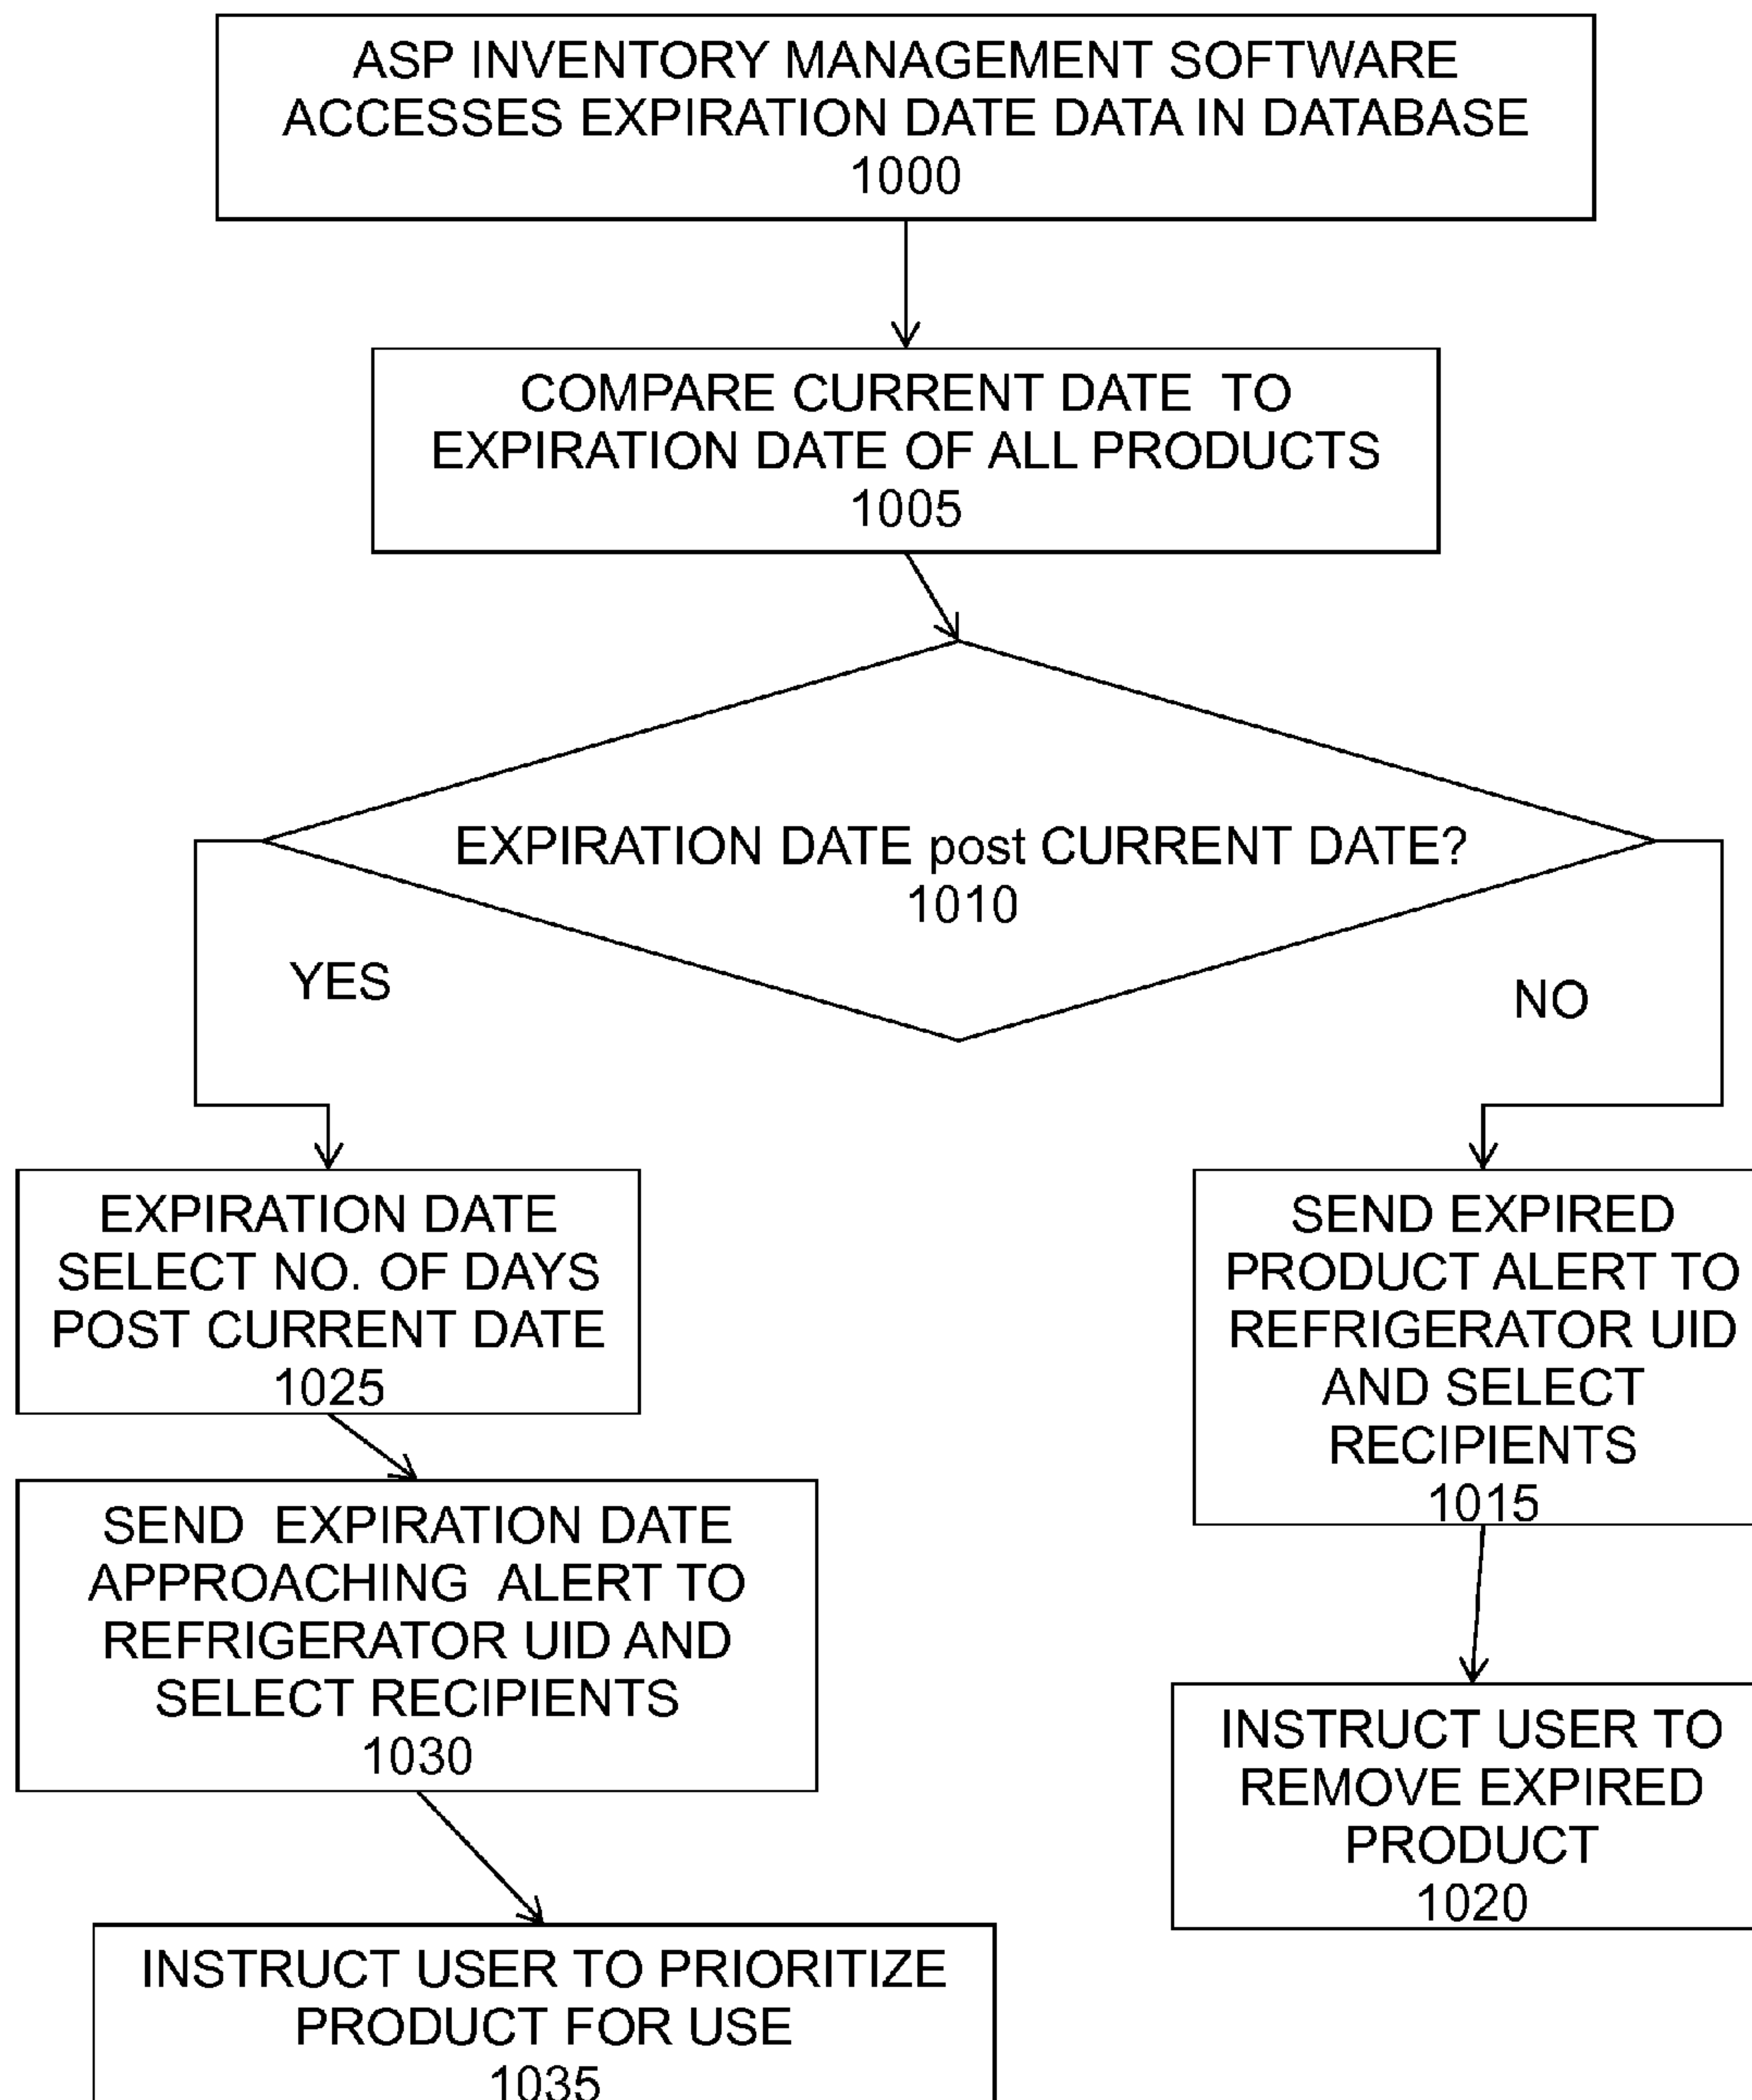 ASP INVENTORY MANAGEMENT SOFTWARE
ACCESSES EXPIRATION DATE DATA IN DATABASE
1000
COMPARE CURRENT DATE TO
EXPIRATION DATE OF ALL PRODUCTS
1005
EXPIRATION DATE post CURRENT DATE?
1010
YES
NO
EXPIRATION DATE
SELECT NO. OF DAYS
POST CURRENT DATE
1025
SEND EXPIRED
PRODUCT ALERT TO
REFRIGERATOR UID
AND SELECT
RECIPIENTS
1015
SEND EXPIRATION DATE
APPROACHING ALERT TO
REFRIGERATOR UID AND
SELECT RECIPIENTS
1030
INSTRUCT USER TO
REMOVE EXPIRED
PRODUCT
1020
INSTRUCT USER TO PRIORITIZE
PRODUCT FOR USE
1035